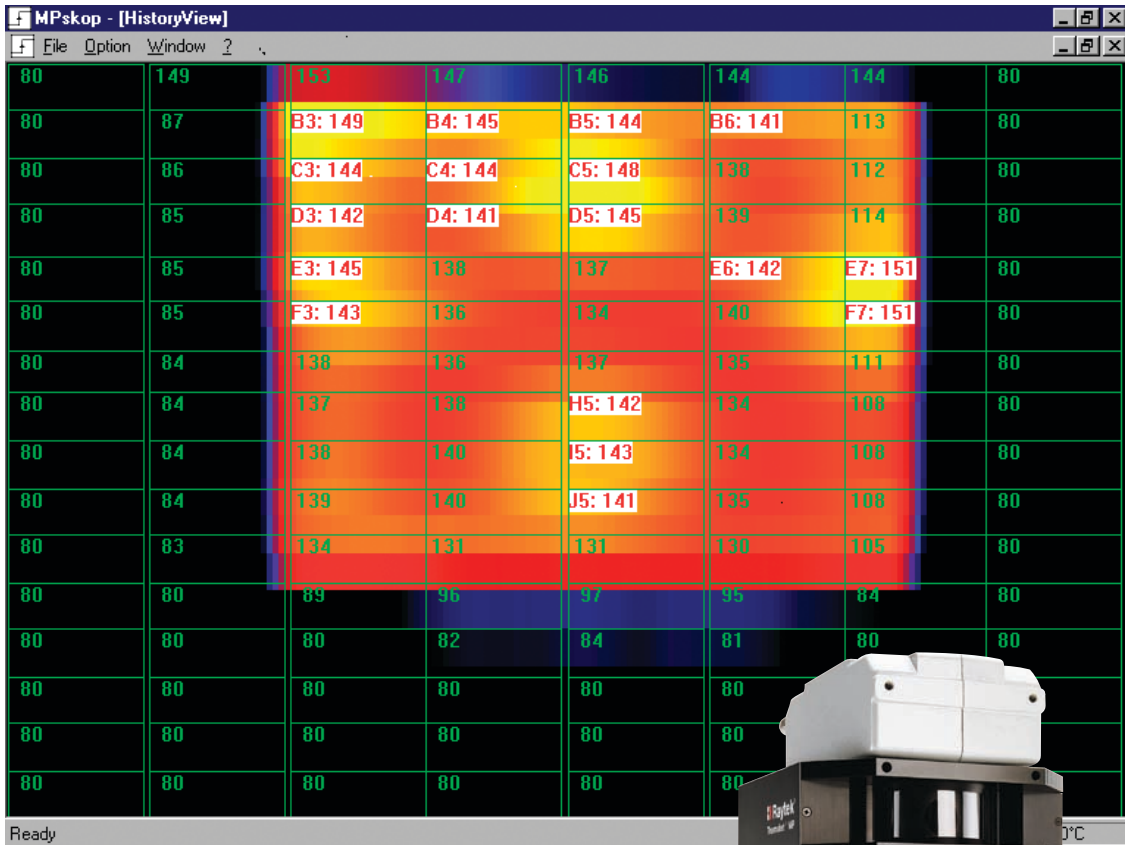 MPskop - [HistoryView]
File Option Window ?
80 149 153 147 146 144 144 80
80 87 B3: 149 B4: 145 B5: 144 B6: 141 113 80
80 86 C3: 144 C4: 144 C5: 148 138 112 80
80 85 D3: 142 D4: 141 D5: 145 139 114 80
80 85 E3: 145 138 137 E6: 142 E7: 151 80
80 85 F3: 143 136 134 140 F7: 151 80
80 84 138 136 137 135 111 80
80 84 137 138 H5: 142 134 108 80
80 84 138 140 I5: 143 134 108 80
80 84 139 140 J5: 141 135 108 80
80 83 134 131 131 130 105 80
80 80 89 96 97 95 84 80
80 80 80 82 84 81 80 80
80 80 80 80 80 80
80 80 80 80 80 80
80 80 80 80 80 80
Raytek
Ready